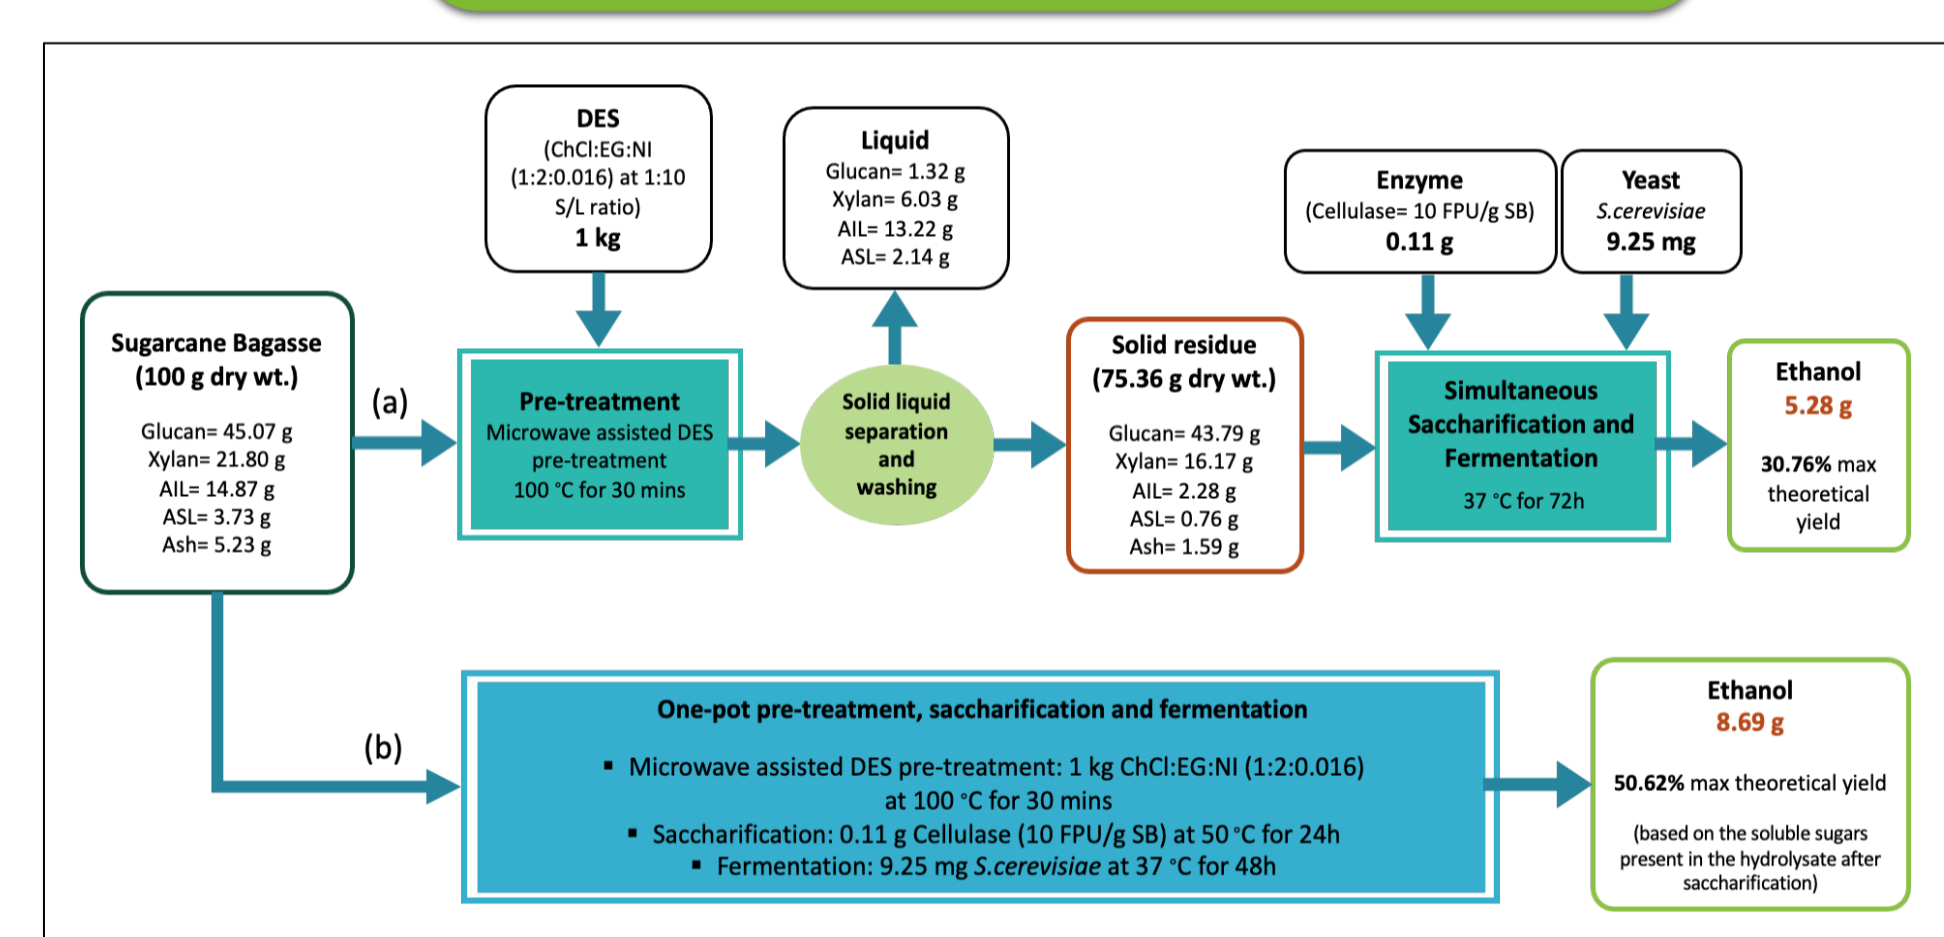 DES
(ChCl:EG:NI
(1:2:0.016) at 1:10
S/L ratio)
1 kg
Liquid
Glucan= 1.32 g
Xylan= 6.03 g
AIL= 13.22 g
ASL= 2.14 g
Enzyme
(Cellulase= 10 FPU/g SB)
0.11 g
Yeast
S.cerevisiae
9.25 mg
Sugarcane Bagasse
(100 g dry wt.)
Glucan= 45.07 g
Xylan= 21.80 g
AIL= 14.87 g
ASL= 3.73 g
Ash= 5.23 g
(a)
Pre-treatment
Microwave assisted DES
pre-treatment
100 °C for 30 mins
Solid liquid
separation
and
washing
Solid residue
(75.36 g dry wt.)
Glucan= 43.79 g
Xylan= 16.17 g
AIL= 2.28 g
ASL= 0.76 g
Ash= 1.59 g
Simultaneous
Saccharification and
Fermentation
37 °C for 72h
Ethanol
5.28 g
30.76% max
theoretical
yield
(b)
One-pot pre-treatment, saccharification and fermentation
▪ Microwave assisted DES pre-treatment: 1 kg ChCl:EG:NI (1:2:0.016)
at 100 °C for 30 mins
▪ Saccharification: 0.11 g Cellulase (10 FPU/g SB) at 50 °C for 24h
▪ Fermentation: 9.25 mg S.cerevisiae at 37 °C for 48h
Ethanol
8.69 g
50.62% max theoretical yield
(based on the soluble sugars
present in the hydrolysate after
saccharification)